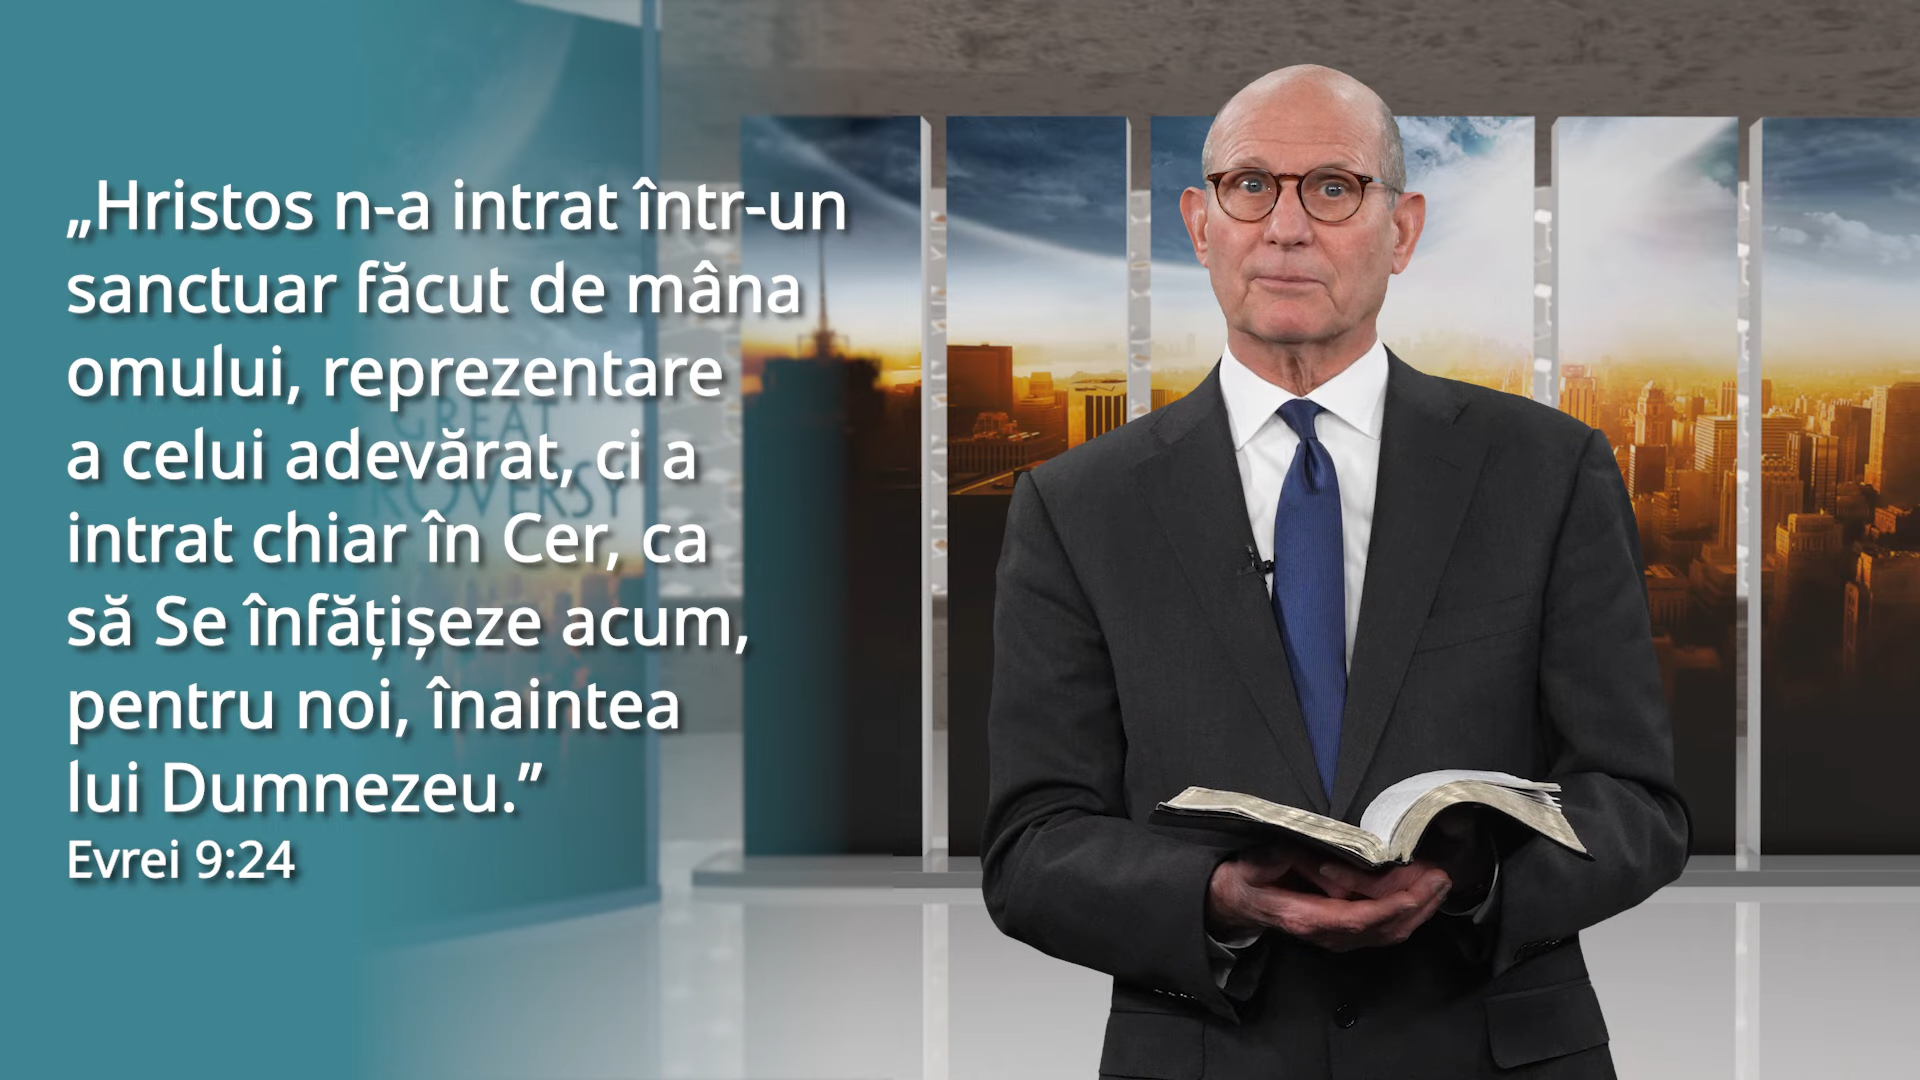 „Hristos n-a intrat într-un
sanctuar făcut de mâna
omului, reprezentare
a celui adevărat, ci a
intrat chiar în Cer, ca
să Se înfățișeze acum,
pentru noi, înaintea
lui Dumnezeu.”
Evrei 9:24
GREAT